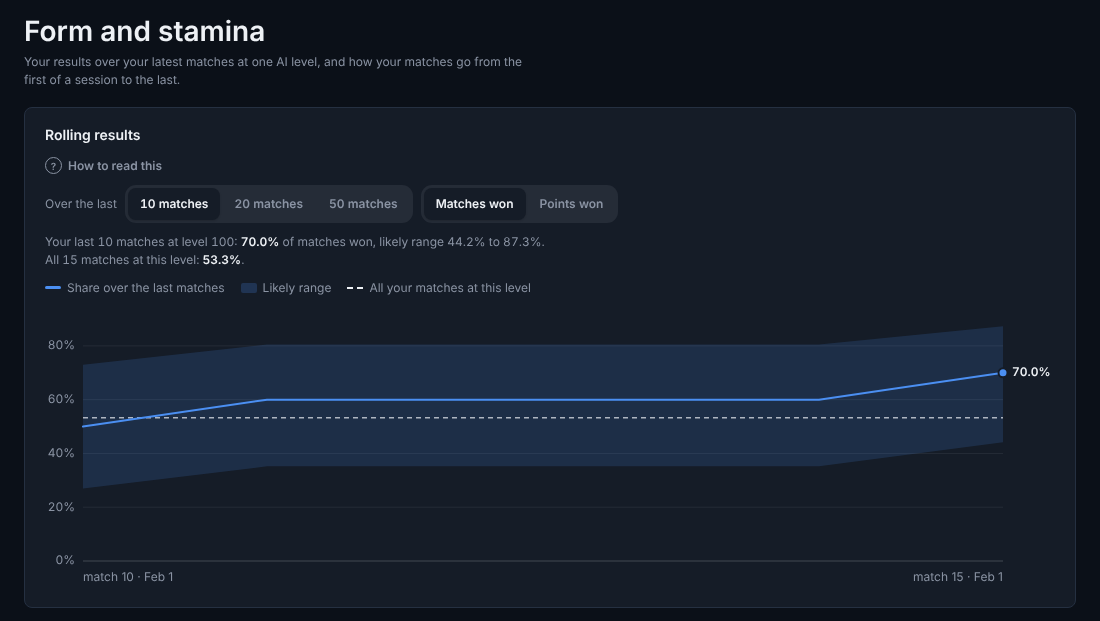 Form and stamina
Your results over your latest matches at one AI level, and how your matches go from the
first of a session to the last.
Rolling results
? How to read this
Over the last 10 matches 20 matches 50 matches Matches won Points won
Your last 10 matches at level 100: 70.0% of matches won, likely range 44.2% to 87.3%.
All 15 matches at this level: 53.3%.
Share over the last matches Likely range All your matches at this level
80%
70.0%
60%
40%
20%
0%
match 10 · Feb 1 match 15 · Feb 1